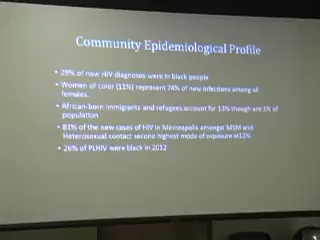 Community Epidemiological Profile
• 29% of new HIV diagnoses were in black people
• Women of color (11%) represent 74% of new infections among all
females.
• African-born immigrants and refugees account for 13% though are 1% of
population
• 81% of the new cases of HIV in Minneapolis amongst MSM and
Heterosexual contact second highest mode of exposure at12%
• 26% of PLHIV were black in 2012